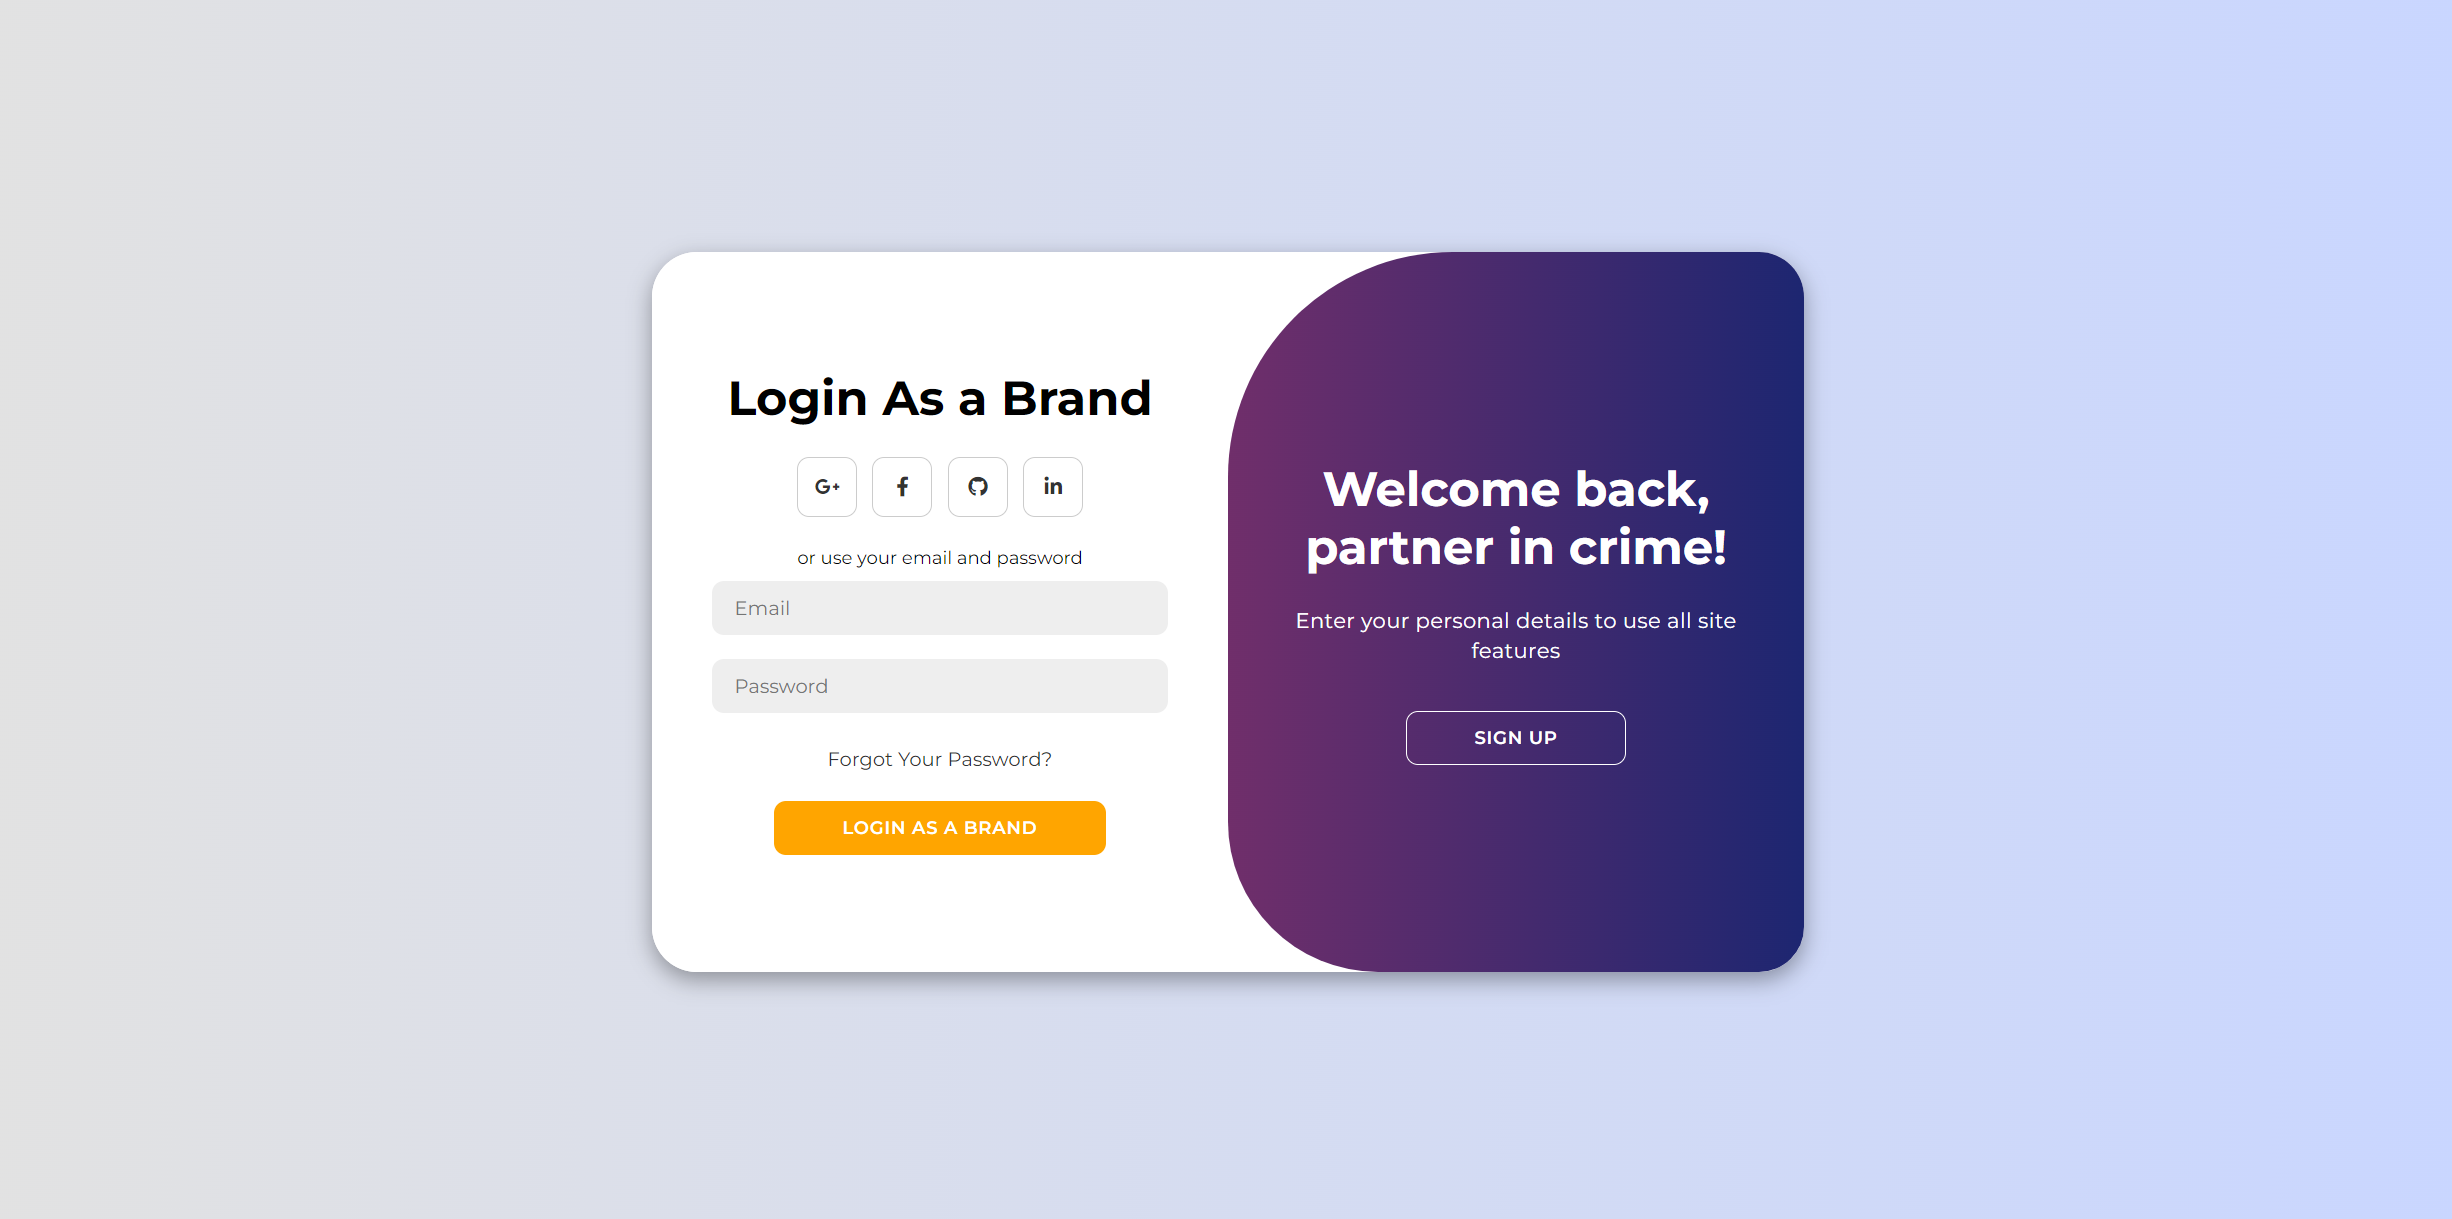 Login As a Brand
G+
f
in
or use your email and password
Email
Password
Forgot Your Password?
LOGIN AS A BRAND
Welcome back,
partner in crime!
Enter your personal details to use all site
features
SIGN UP